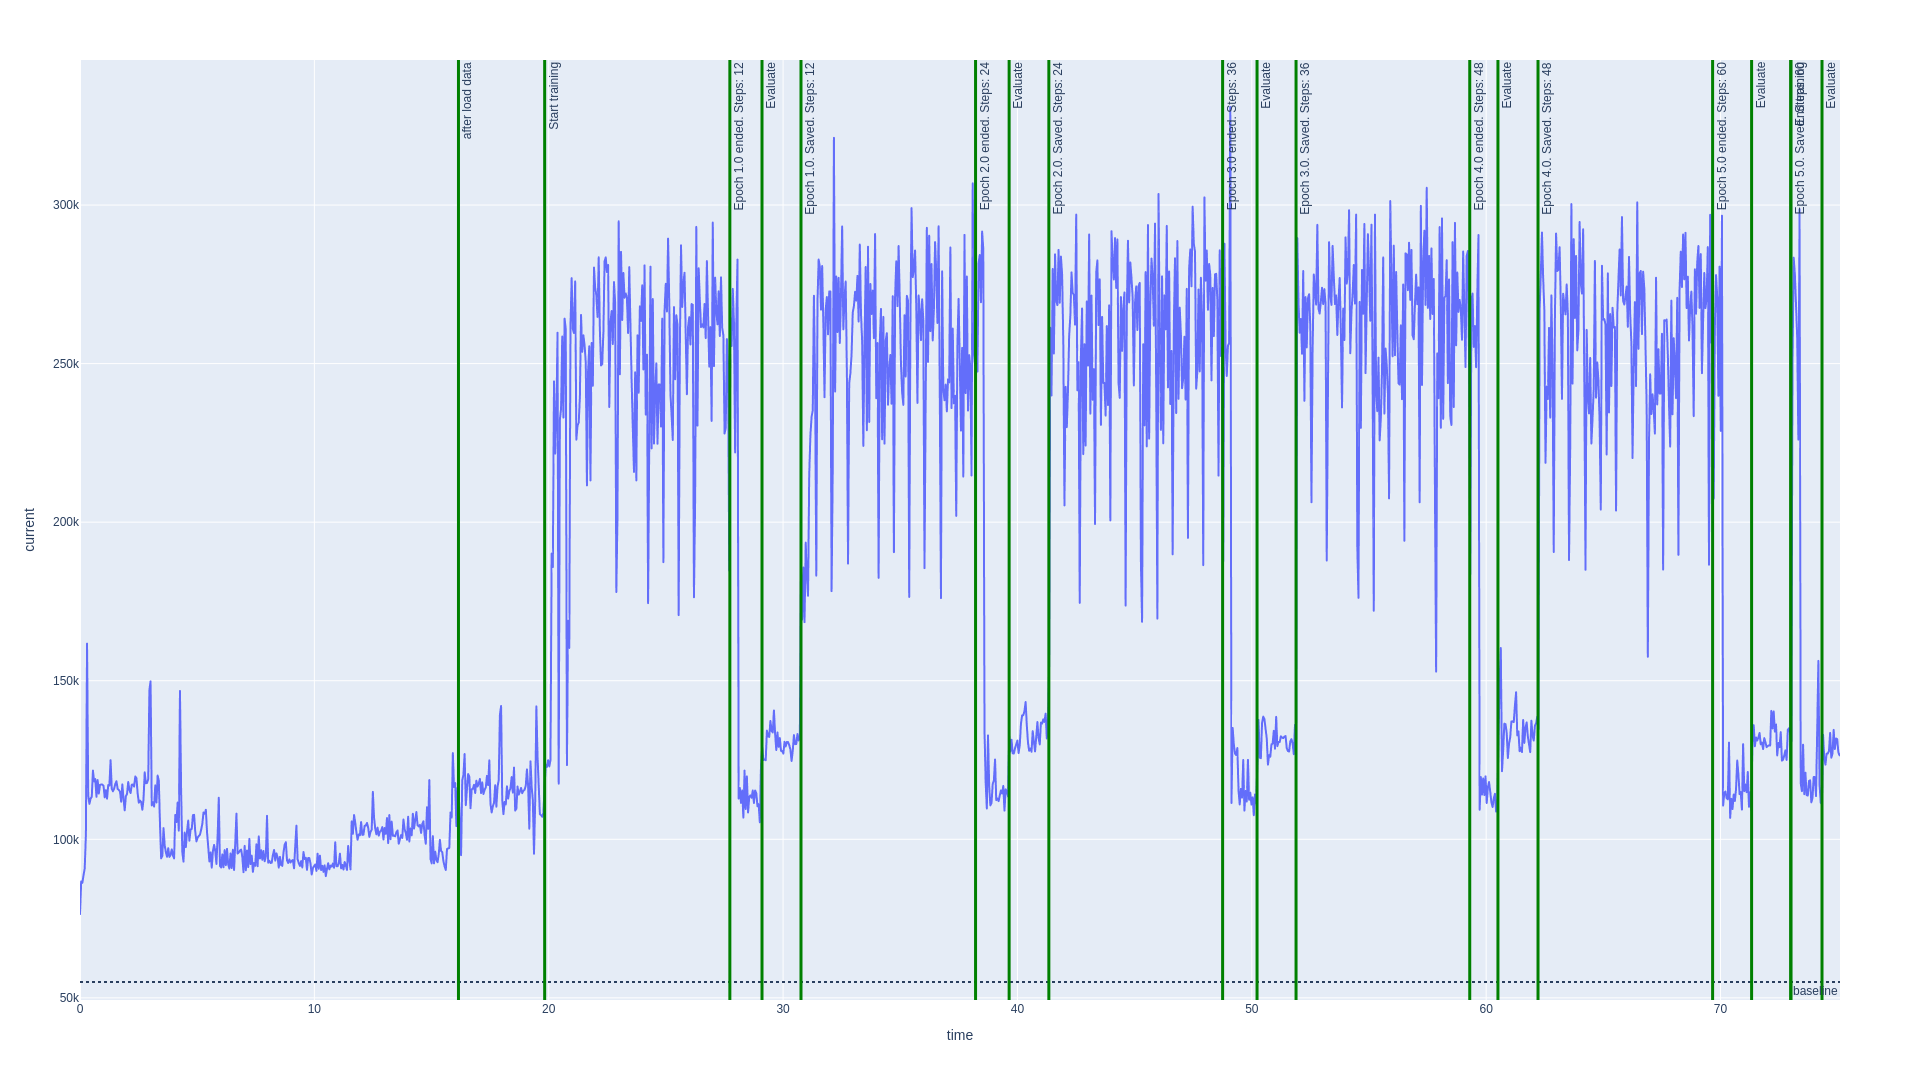 after load data
Start training
Epoch 1.0 ended. Steps: 12
Evaluate
Epoch 1.0. Saved. Steps: 12
Epoch 2.0 ended. Steps: 24
Evaluate
Epoch 2.0. Saved. Steps: 24
Epoch 3.0 ended. Steps: 36
Evaluate
Epoch 3.0. Saved. Steps: 36
Epoch 4.0 ended. Steps: 48
Evaluate
Epoch 4.0. Saved. Steps: 48
Epoch 5.0 ended. Steps: 60
Evaluate
Epoch 5.0. Saved. Steps: 60
Evaluate
300k
250k
200k
150k
100k
50k
current
baseline
0 10 20 30 40 50 60 70
time